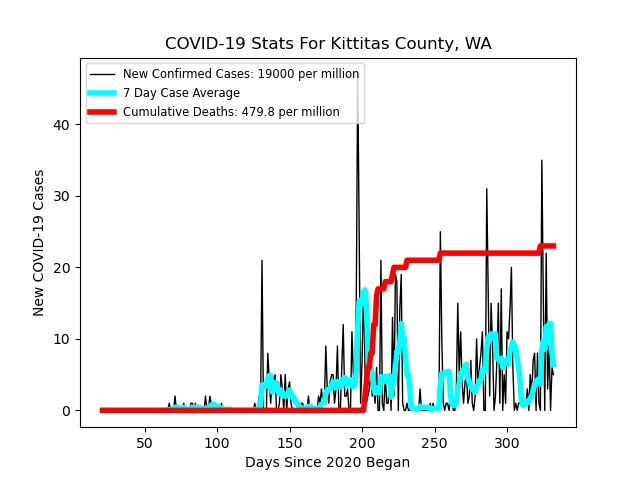 COVID-19 Stats For Kittitas County, WA
New Confirmed Cases: 19000 per million
7 Day Case Average
Cumulative Deaths: 479.8 per million
New COVID-19 Cases
40
30
20
10
0
50 100 150 200 250 300
Days Since 2020 Began